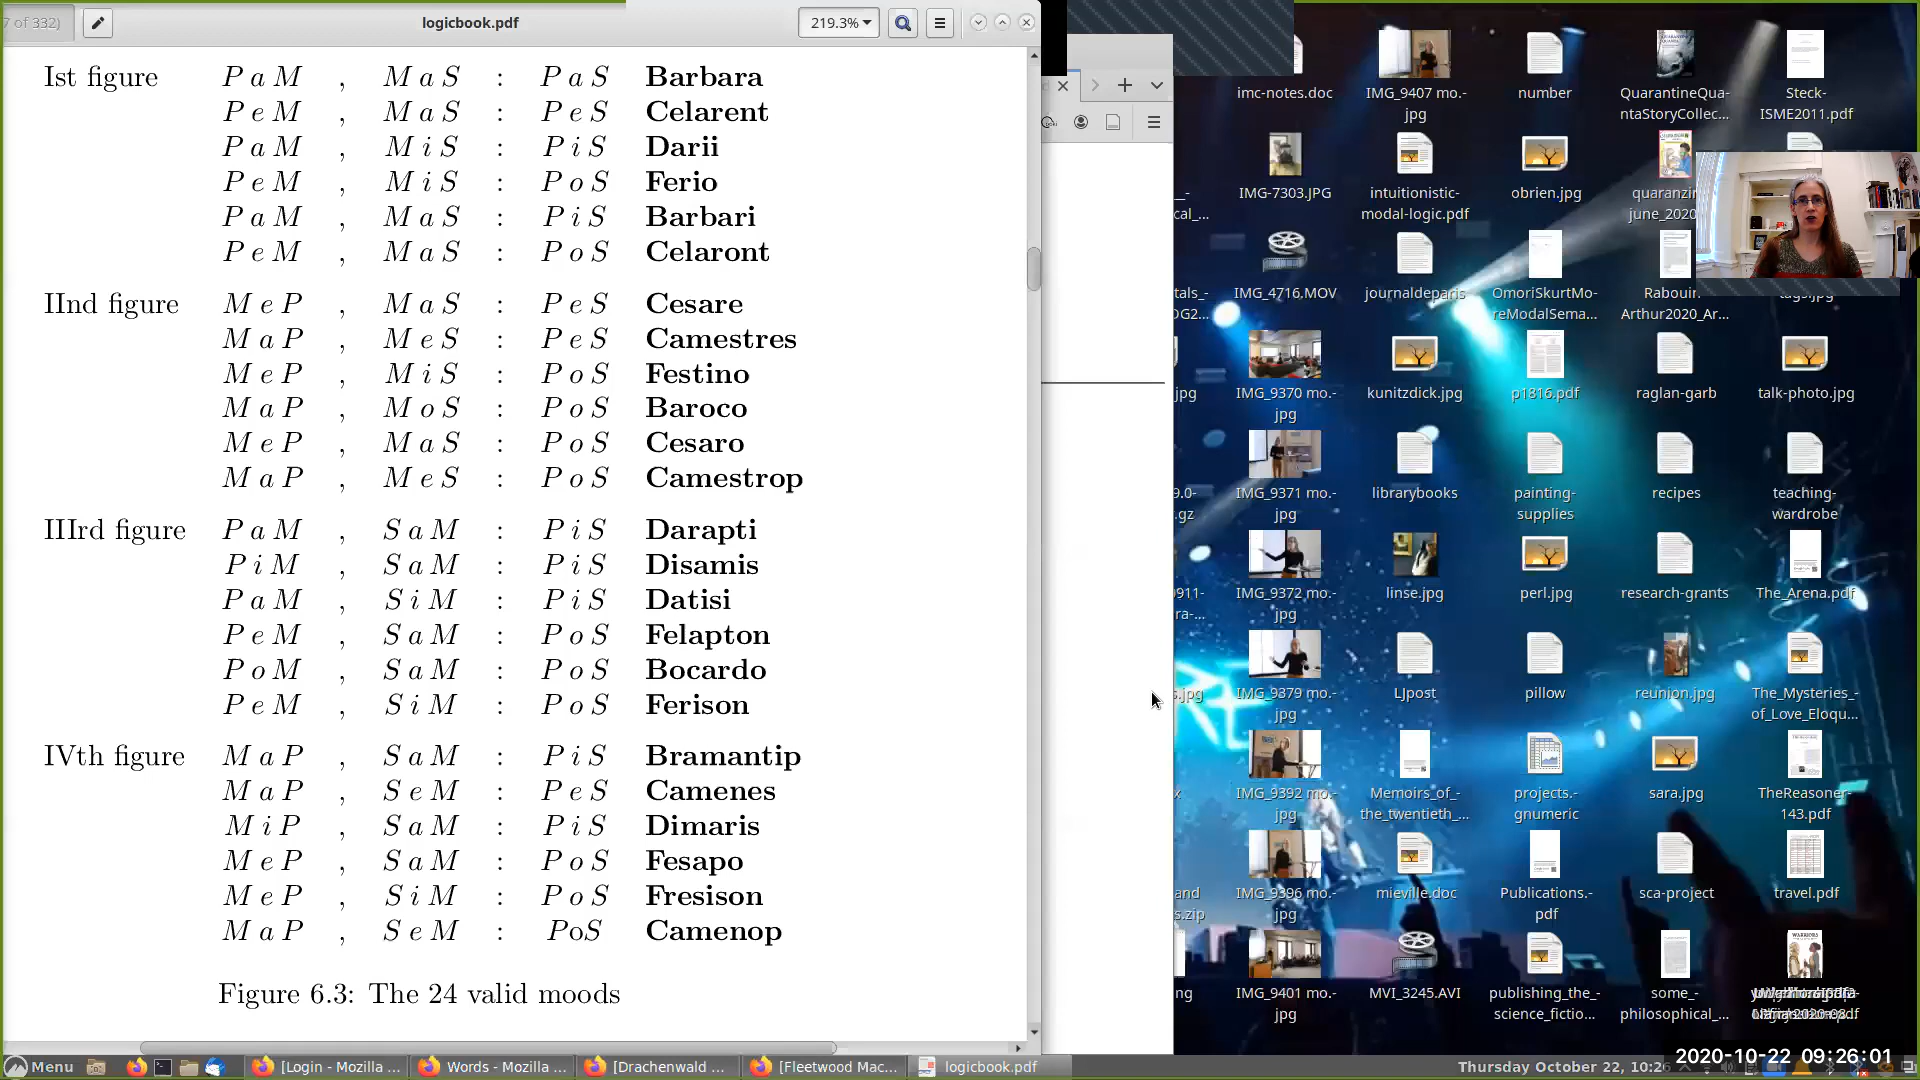 7 of 332)
logicbook.pdf
219.3%
Ist figure P a M , M a S : P a S Barbara
P e M , M a S : P e S Celarent
P a M , M i S : P i S Darii
P e M , M i S : P o S Ferio
P a M , M a S : P i S Barbari
P e M , M a S : P o S Celaront
IInd figure M e P , M a S : P e S Cesare
M a P , M e S : P e S Camestres
M e P , M i S : P o S Festino
M a P , M o S : P o S Baroco
M e P , M a S : P o S Cesaro
M a P , M e S : P o S Camestrop
IIIrd figure P a M , S a M : P i S Darapti
P i M , S a M : P i S Disamis
P a M , S i M : P i S Datisi
P e M , S a M : P o S Felapton
P o M , S a M : P o S Bocardo
P e M , S i M : P o S Ferison
IVth figure M a P , S a M : P i S Bramantip
M a P , S e M : P e S Camenes
M i P , S a M : P i S Dimaris
M e P , S a M : P o S Fesapo
M e P , S i M : P o S Fresison
M a P , S e M : PoS Camenop
Figure 6.3: The 24 valid moods
imc-notes.doc
IMG_9407 mo.-
jpg
number
QuarantineQua-
ntaStoryCollec...
Steck-
ISME2011.pdf
IMG-7303.JPG
intuitionistic-
modal-logic.pdf
obrien.jpg
quaranzin
june_2020
IMG_4716.MOV
journaldeparis
OmoriSkurtMo-
reModalSema...
Rabouin
Arthur2020_Ar...
tags.jpg
IMG_9370 mo.-
jpg
kunitzdick.jpg
p1816.pdf
raglan-garb
talk-photo.jpg
IMG_9371 mo.-
jpg
librarybooks
painting-
supplies
recipes
teaching-
wardrobe
IMG_9372 mo.-
jpg
linse.jpg
perl.jpg
research-grants
The_Arena.pdf
IMG_9379 mo.-
jpg
LJpost
pillow
reunion.jpg
The_Mysteries_-
of_Love_Eloqu...
IMG_9392 mo.-
jpg
Memoirs_of_-
the_twentieth_...
projects.-
gnumeric
sara.jpg
TheReasoner-
143.pdf
IMG_9396 mo.-
jpg
mieville.doc
Publications.-
pdf
sca-project
travel.pdf
IMG_9401 mo.-
jpg
MVI_3245.AVI
publishing_the_-
science_fictio...
some_-
philosophical_...
Menu
[Login - Mozilla ...
Words - Mozilla ...
[Drachenwald ...
[Fleetwood Mac...
logicbook.pdf
Thursday October 22, 10:26
2020-10-22 09:26:01